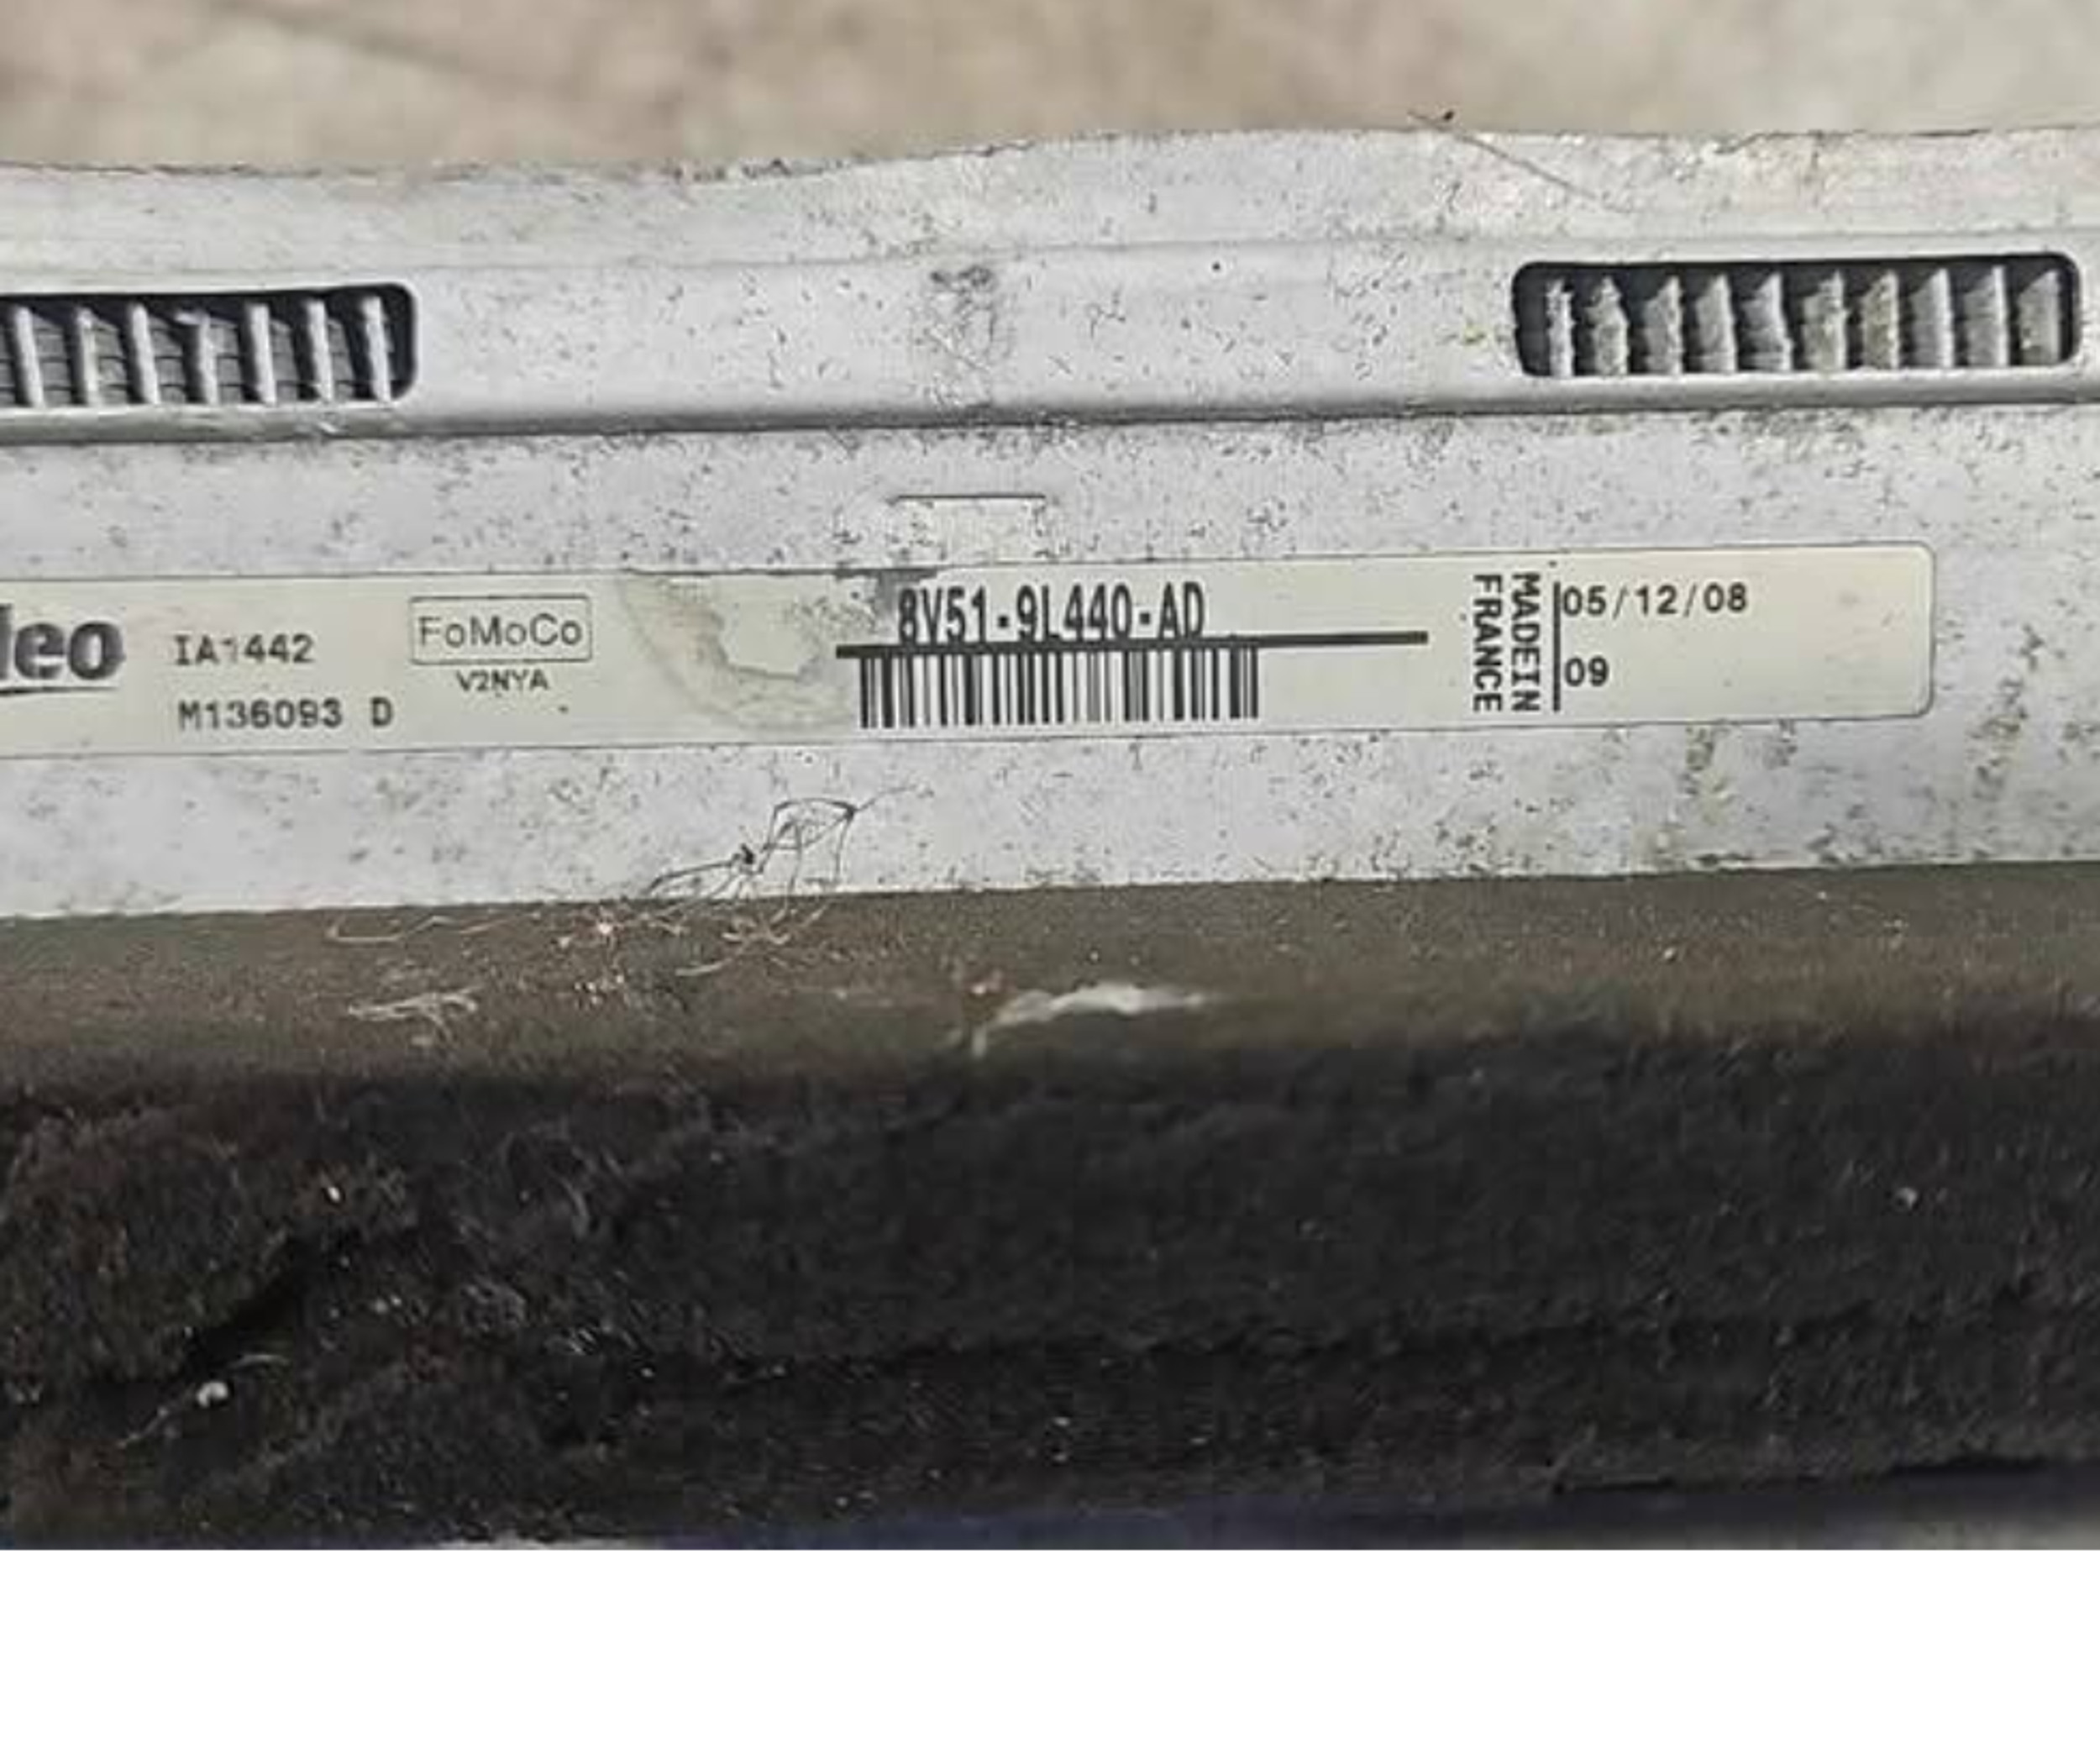 leo
IA1442
M136093 D
FoMoCo
V2NYA
8V51-9L440-AD
MADE IN
FRANCE
05/12/08
09